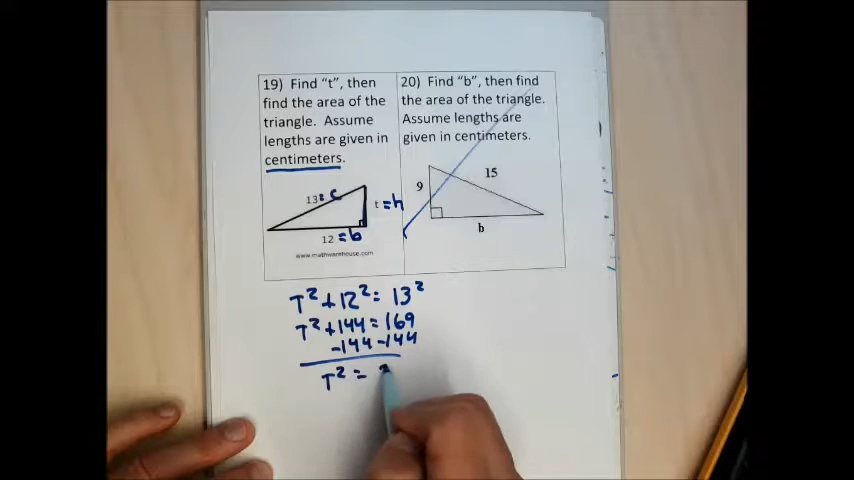 19) Find "t", then
find the area of the
triangle. Assume
lengths are given in
centimeters.
13 = c
t = h
12 = b
www.mathwarehouse.com
20) Find "b", then find
the area of the triangle.
Assume lengths are
given in centimeters.
15
9
b
T² + 12² = 13²
T² + 144 = 169
-144 -144
T² =